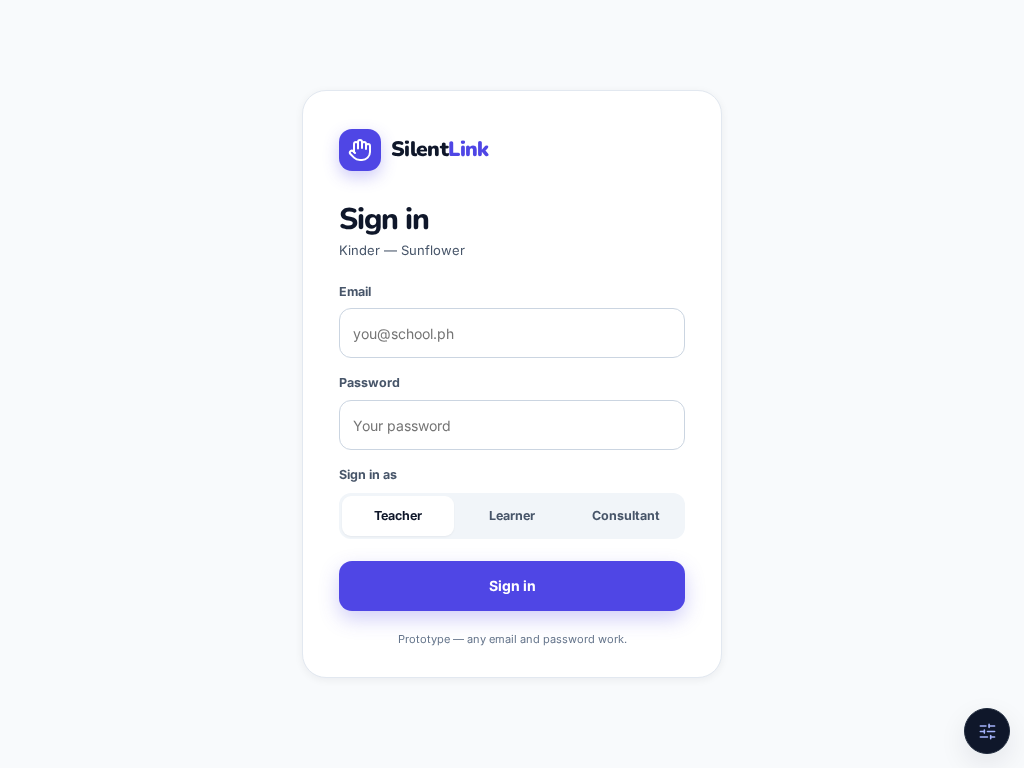 SilentLink
Sign in
Kinder — Sunflower
Email
you@school.ph
Password
Your password
Sign in as
Teacher Learner Consultant
Sign in
Prototype — any email and password work.